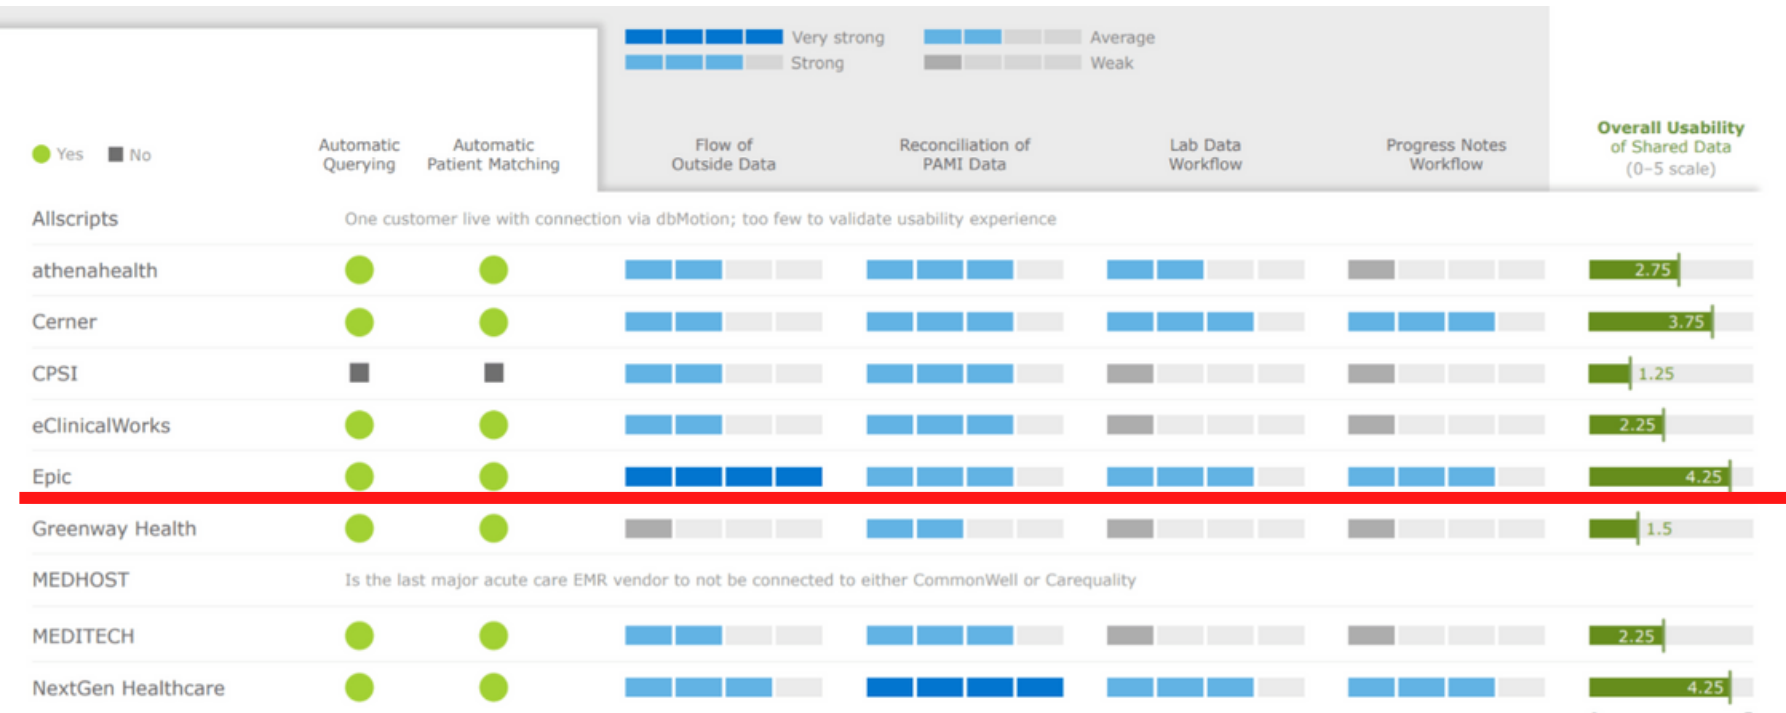 Very strong
Average
Strong
Weak
Yes
No
Automatic
Querying
Automatic
Patient Matching
Flow of
Outside Data
Reconciliation of
PAMI Data
Lab Data
Workflow
Progress Notes
Workflow
Overall Usability
of Shared Data
(0–5 scale)
Allscripts One customer live with connection via dbMotion; too few to validate usability experience
athenahealth 2.75
Cerner 3.75
CPSI 1.25
eClinicalWorks 2.25
Epic 4.25
Greenway Health 1.5
MEDHOST Is the last major acute care EMR vendor to not be connected to either CommonWell or Carequality
MEDITECH 2.25
NextGen Healthcare 4.25